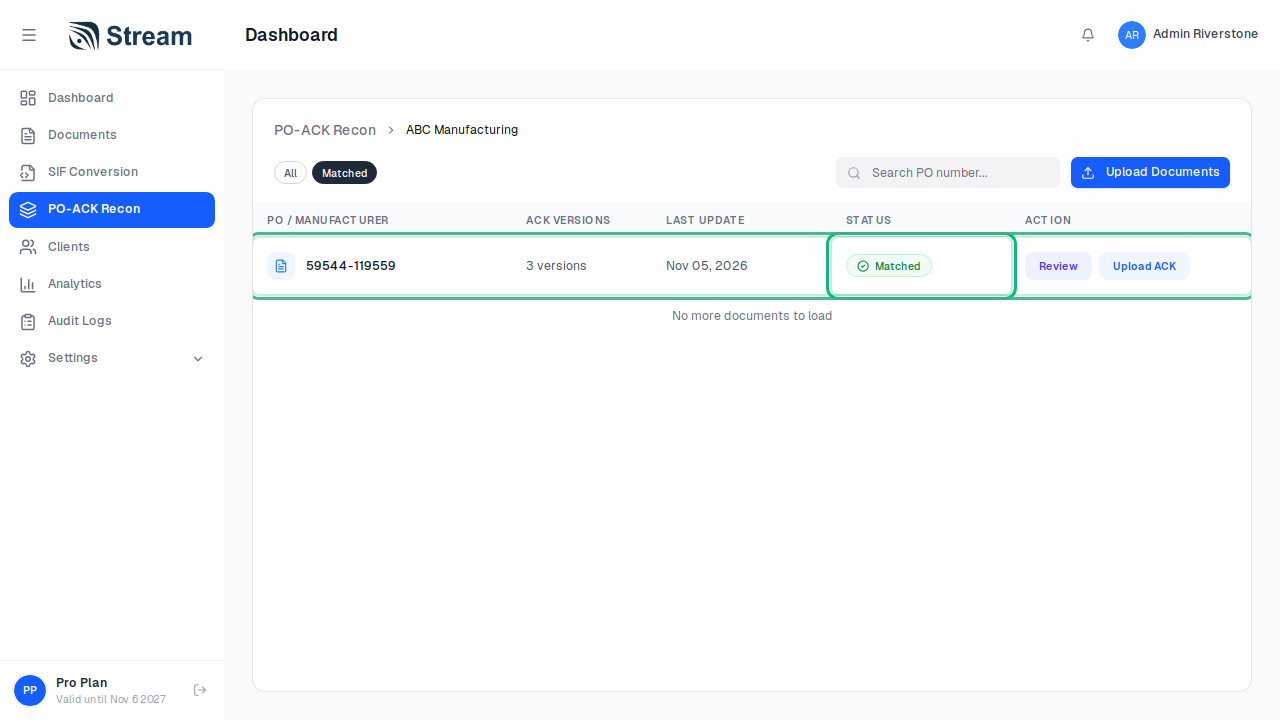 Stream
Dashboard
AR
Admin Riverstone
Dashboard
Documents
SIF Conversion
PO-ACK Recon
Clients
Analytics
Audit Logs
Settings
PP
Pro Plan
Valid until Nov 6 2027
PO-ACK Recon > ABC Manufacturing
All
Matched
Search PO number...
Upload Documents
PO / MANUFACTURER
ACK VERSIONS
LAST UPDATE
STATUS
ACTION
59544-119559
3 versions
Nov 05, 2026
Matched
Review
Upload ACK
No more documents to load